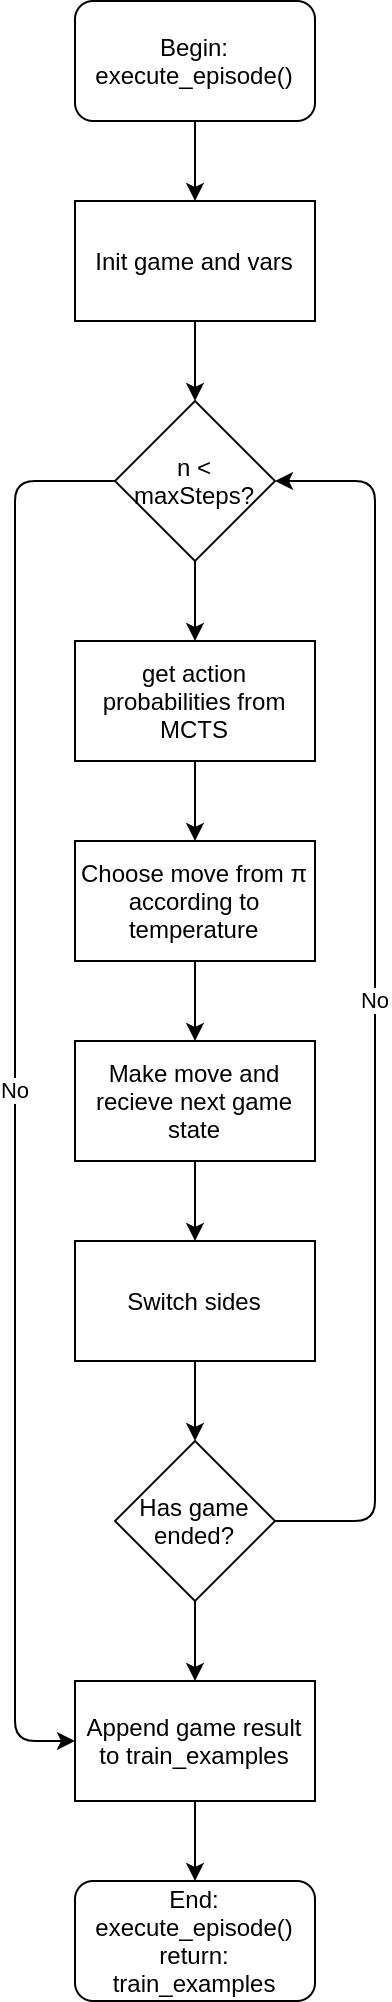 Begin:
execute_episode()
Init game and vars
n <
maxSteps?
get action
probabilities from
MCTS
Choose move from π
according to
temperature
No
Make move and
recieve next game
state
No
Switch sides
Has game
ended?
Append game result
to train_examples
End:
execute_episode()
return:
train_examples